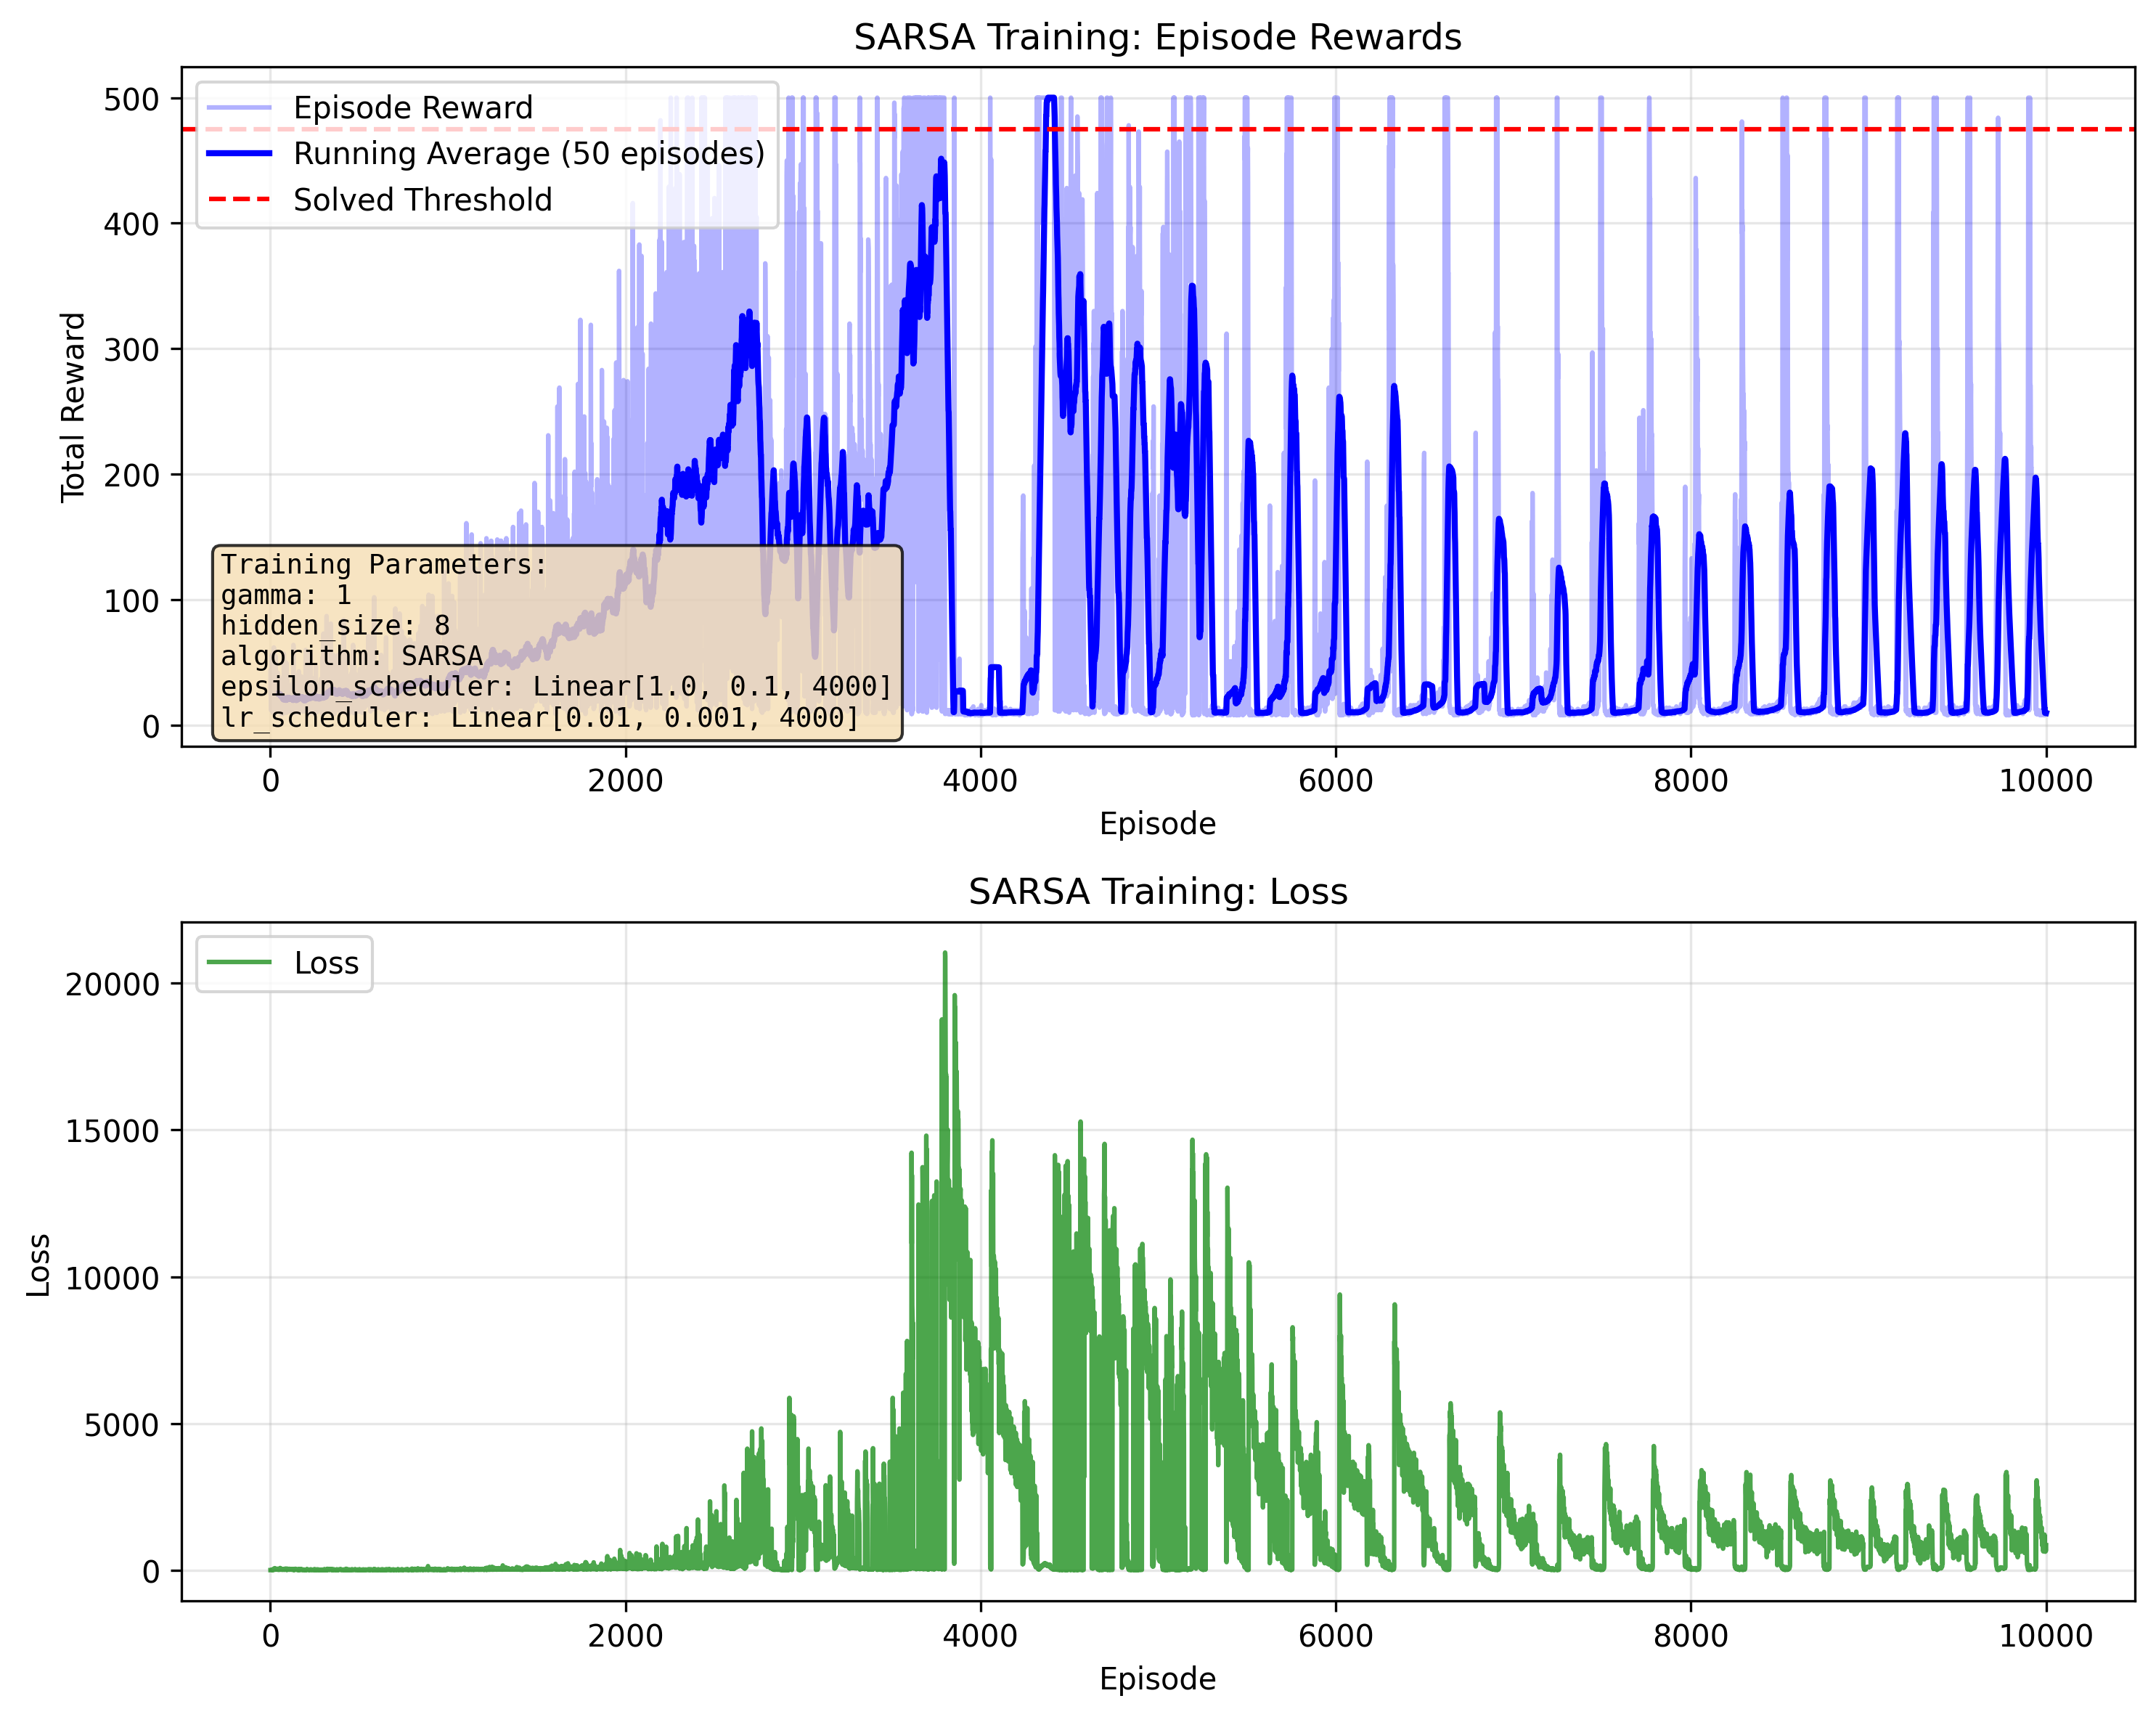 SARSA Training: Episode Rewards
Episode Reward
Running Average (50 episodes)
Solved Threshold
Training Parameters:
gamma: 1
hidden_size: 8
algorithm: SARSA
epsilon_scheduler: Linear[1.0, 0.1, 4000]
lr_scheduler: Linear[0.01, 0.001, 4000]
Total Reward
500
400
300
200
100
0
0 2000 4000 6000 8000 10000
Episode
SARSA Training: Loss
Loss
Loss
20000
15000
10000
5000
0
0 2000 4000 6000 8000 10000
Episode